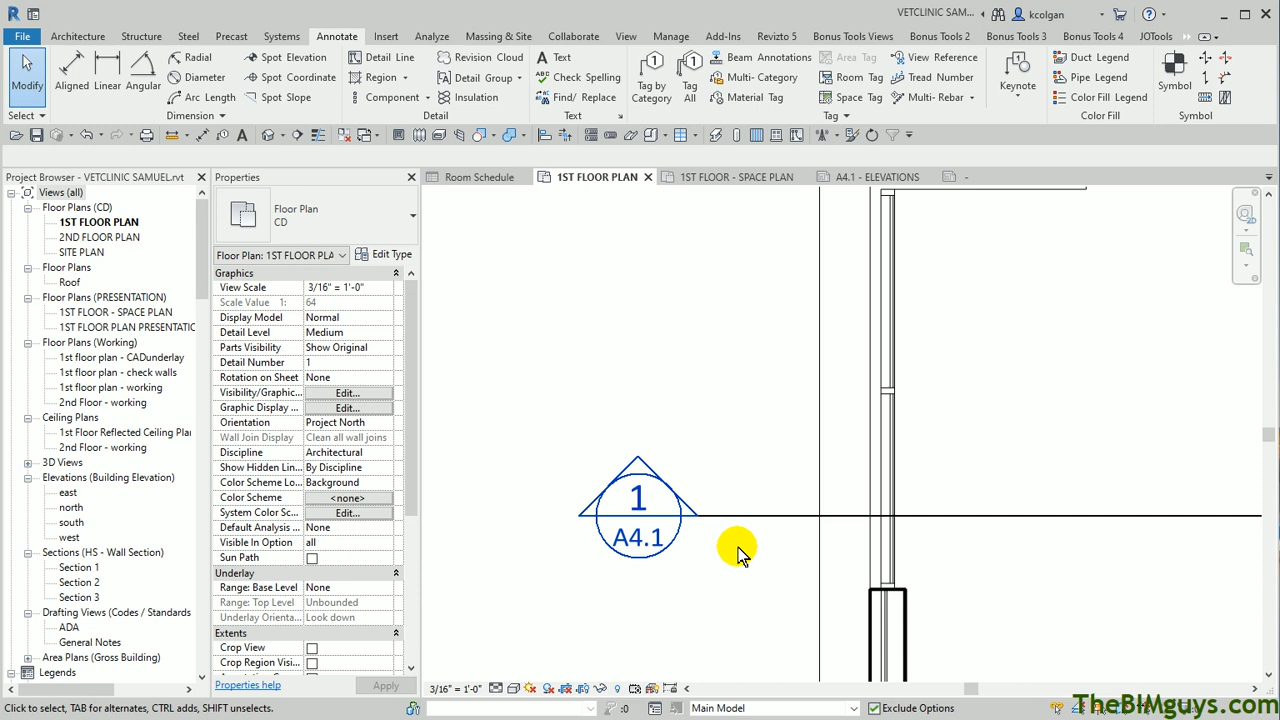 VETCLINIC SAM...
kcolgan
File
Architecture
Structure
Steel
Precast
Systems
Annotate
Insert
Analyze
Massing & Site
Collaborate
View
Manage
Add-Ins
Revizto 5
Bonus Tools Views
Bonus Tools 2
Bonus Tools 3
Bonus Tools 4
JOTools
Modify
Select
Aligned
Linear
Angular
Radial
Diameter
Arc Length
Spot Elevation
Spot Coordinate
Spot Slope
Dimension
Detail Line
Region
Component
Revision Cloud
Detail Group
Insulation
Detail
Text
Check Spelling
Find/ Replace
Text
Tag by Category
Tag All
Beam Annotations
Multi- Category
Material Tag
Area Tag
Room Tag
Space Tag
View Reference
Tread Number
Multi- Rebar
Tag
Keynote
Duct Legend
Pipe Legend
Color Fill Legend
Color Fill
Symbol
Symbol
Project Browser - VETCLINIC SAMUEL.rvt
Views (all)
Floor Plans (CD)
1ST FLOOR PLAN
2ND FLOOR PLAN
SITE PLAN
Floor Plans
Roof
Floor Plans (PRESENTATION)
1ST FLOOR - SPACE PLAN
1ST FLOOR PLAN PRESENTATIC
Floor Plans (Working)
1st floor plan - CADunderlay
1st floor plan - check walls
1st floor plan - working
2nd Floor - working
Ceiling Plans
1st Floor Reflected Ceiling Plan
2nd Floor - working
3D Views
Elevations (Building Elevation)
east
north
south
west
Sections (HS - Wall Section)
Section 1
Section 2
Section 3
Drafting Views (Codes / Standards
ADA
General Notes
Area Plans (Gross Building)
Legends
Properties
Floor Plan
CD
Floor Plan: 1ST FLOOR PLA
Edit Type
Graphics
View Scale 3/16" = 1'-0"
Scale Value 1: 64
Display Model Normal
Detail Level Medium
Parts Visibility Show Original
Detail Number 1
Rotation on Sheet None
Visibility/Graphic... Edit...
Graphic Display ... Edit...
Orientation Project North
Wall Join Display Clean all wall joins
Discipline Architectural
Show Hidden Lin... By Discipline
Color Scheme Lo... Background
Color Scheme <none>
System Color Sc... Edit...
Default Analysis ... None
Visible In Option all
Sun Path
Underlay
Range: Base Level None
Range: Top Level Unbounded
Underlay Orienta... Look down
Extents
Crop View
Crop Region Visi...
Properties help
Apply
Room Schedule
1ST FLOOR PLAN
1ST FLOOR - SPACE PLAN
A4.1 - ELEVATIONS
-
1
A4.1
2D
3/16" = 1'-0"
Click to select, TAB for alternates, CTRL adds, SHIFT unselects.
:0
Main Model
Exclude Options
TheBIMguys.com